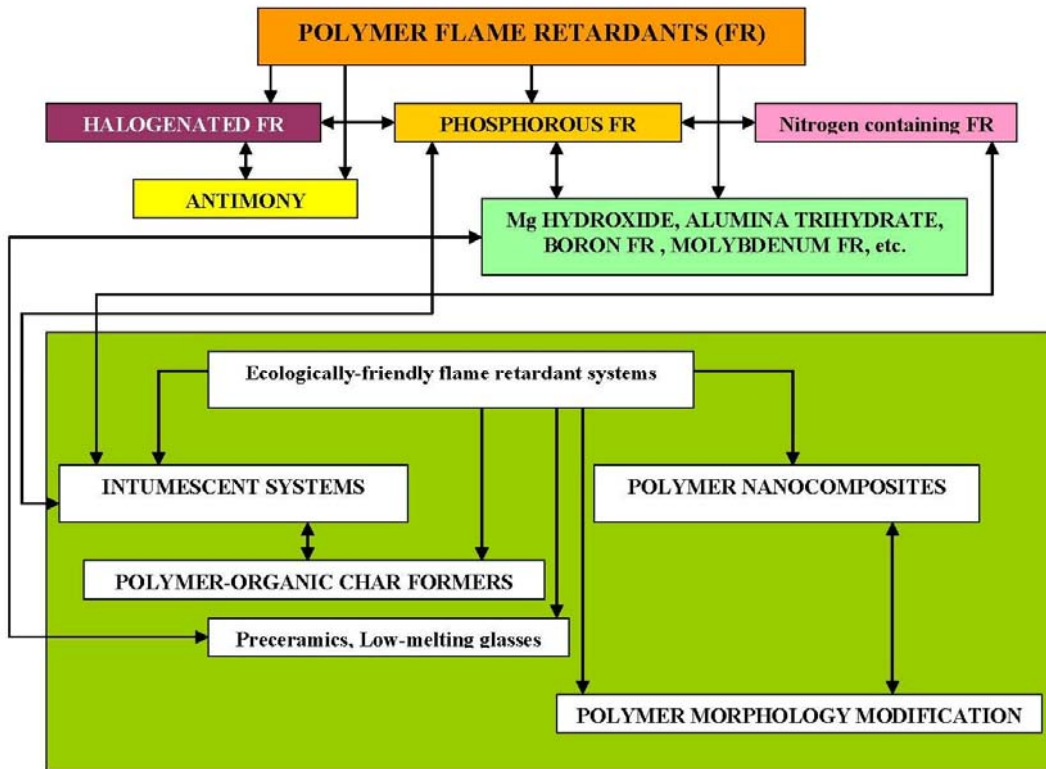 POLYMER FLAME RETARDANTS (FR)
HALOGENATED FR
PHOSPHOROUS FR
Nitrogen containing FR
ANTIMONY
Mg HYDROXIDE, ALUMINA TRIHYDRATE,
BORON FR , MOLYBDENUM FR, etc.
Ecologically-friendly flame retardant systems
INTUMESCENT SYSTEMS
POLYMER NANOCOMPOSITES
POLYMER-ORGANIC CHAR FORMERS
Preceramics, Low-melting glasses
POLYMER MORPHOLOGY MODIFICATION